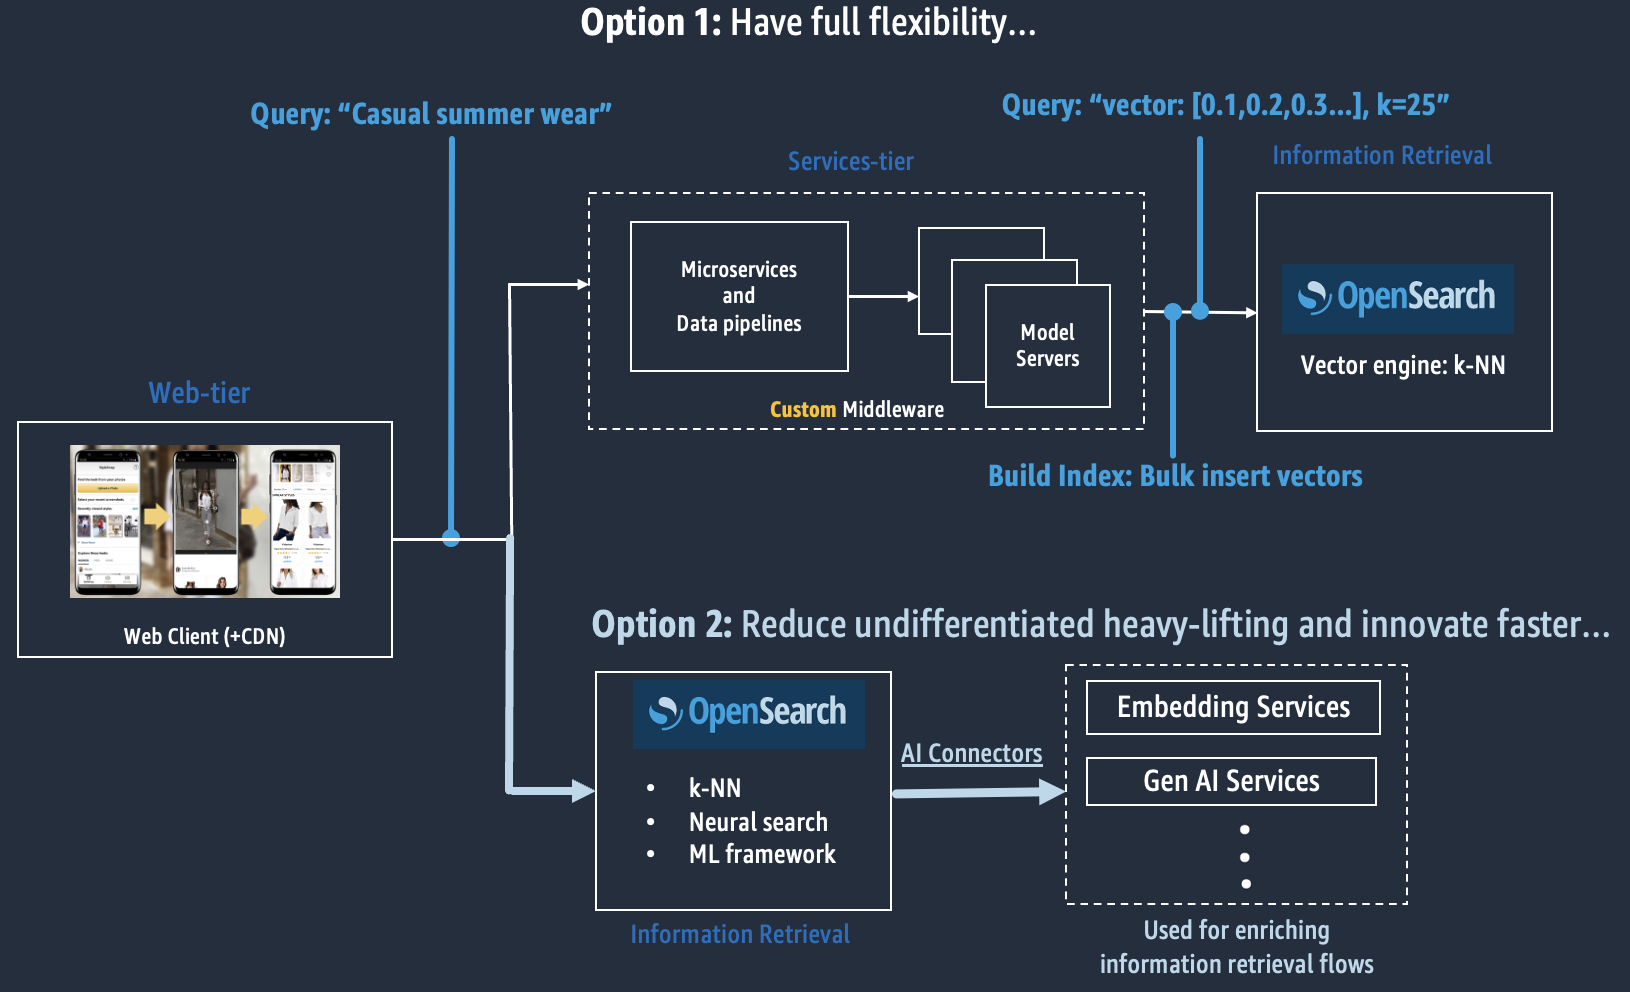 Option 1: Have full flexibility...
Query: “Casual summer wear”
Query: “vector: [0.1,0.2,0.3...], k=25”
Services-tier
Information Retrieval
Microservices
and
Data pipelines
Model
Servers
Custom Middleware
OpenSearch
Vector engine: k-NN
Build Index: Bulk insert vectors
Web-tier
Web Client (+CDN)
Option 2: Reduce undifferentiated heavy-lifting and innovate faster...
OpenSearch
• k-NN
• Neural search
• ML framework
Information Retrieval
AI Connectors
Embedding Services
Gen AI Services
Used for enriching
information retrieval flows